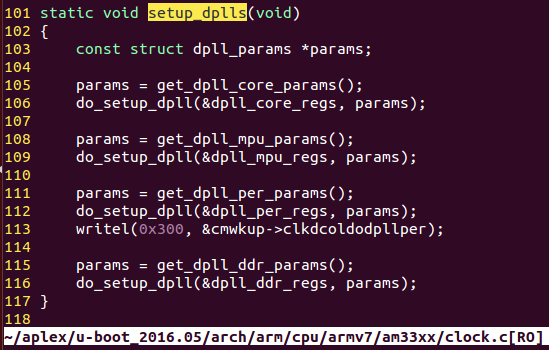 101 static void setup_dplls(void)
102 {
103     const struct dpll_params *params;
104
105     params = get_dpll_core_params();
106     do_setup_dpll(&dpll_core_regs, params);
107
108     params = get_dpll_mpu_params();
109     do_setup_dpll(&dpll_mpu_regs, params);
110
111     params = get_dpll_per_params();
112     do_setup_dpll(&dpll_per_regs, params);
113     writel(0x300, &cmwkup->clkdcoldodpllper);
114
115     params = get_dpll_ddr_params();
116     do_setup_dpll(&dpll_ddr_regs, params);
117 }
118
~/aplex/u-boot_2016.05/arch/arm/cpu/armv7/am33xx/clock.c[RO]